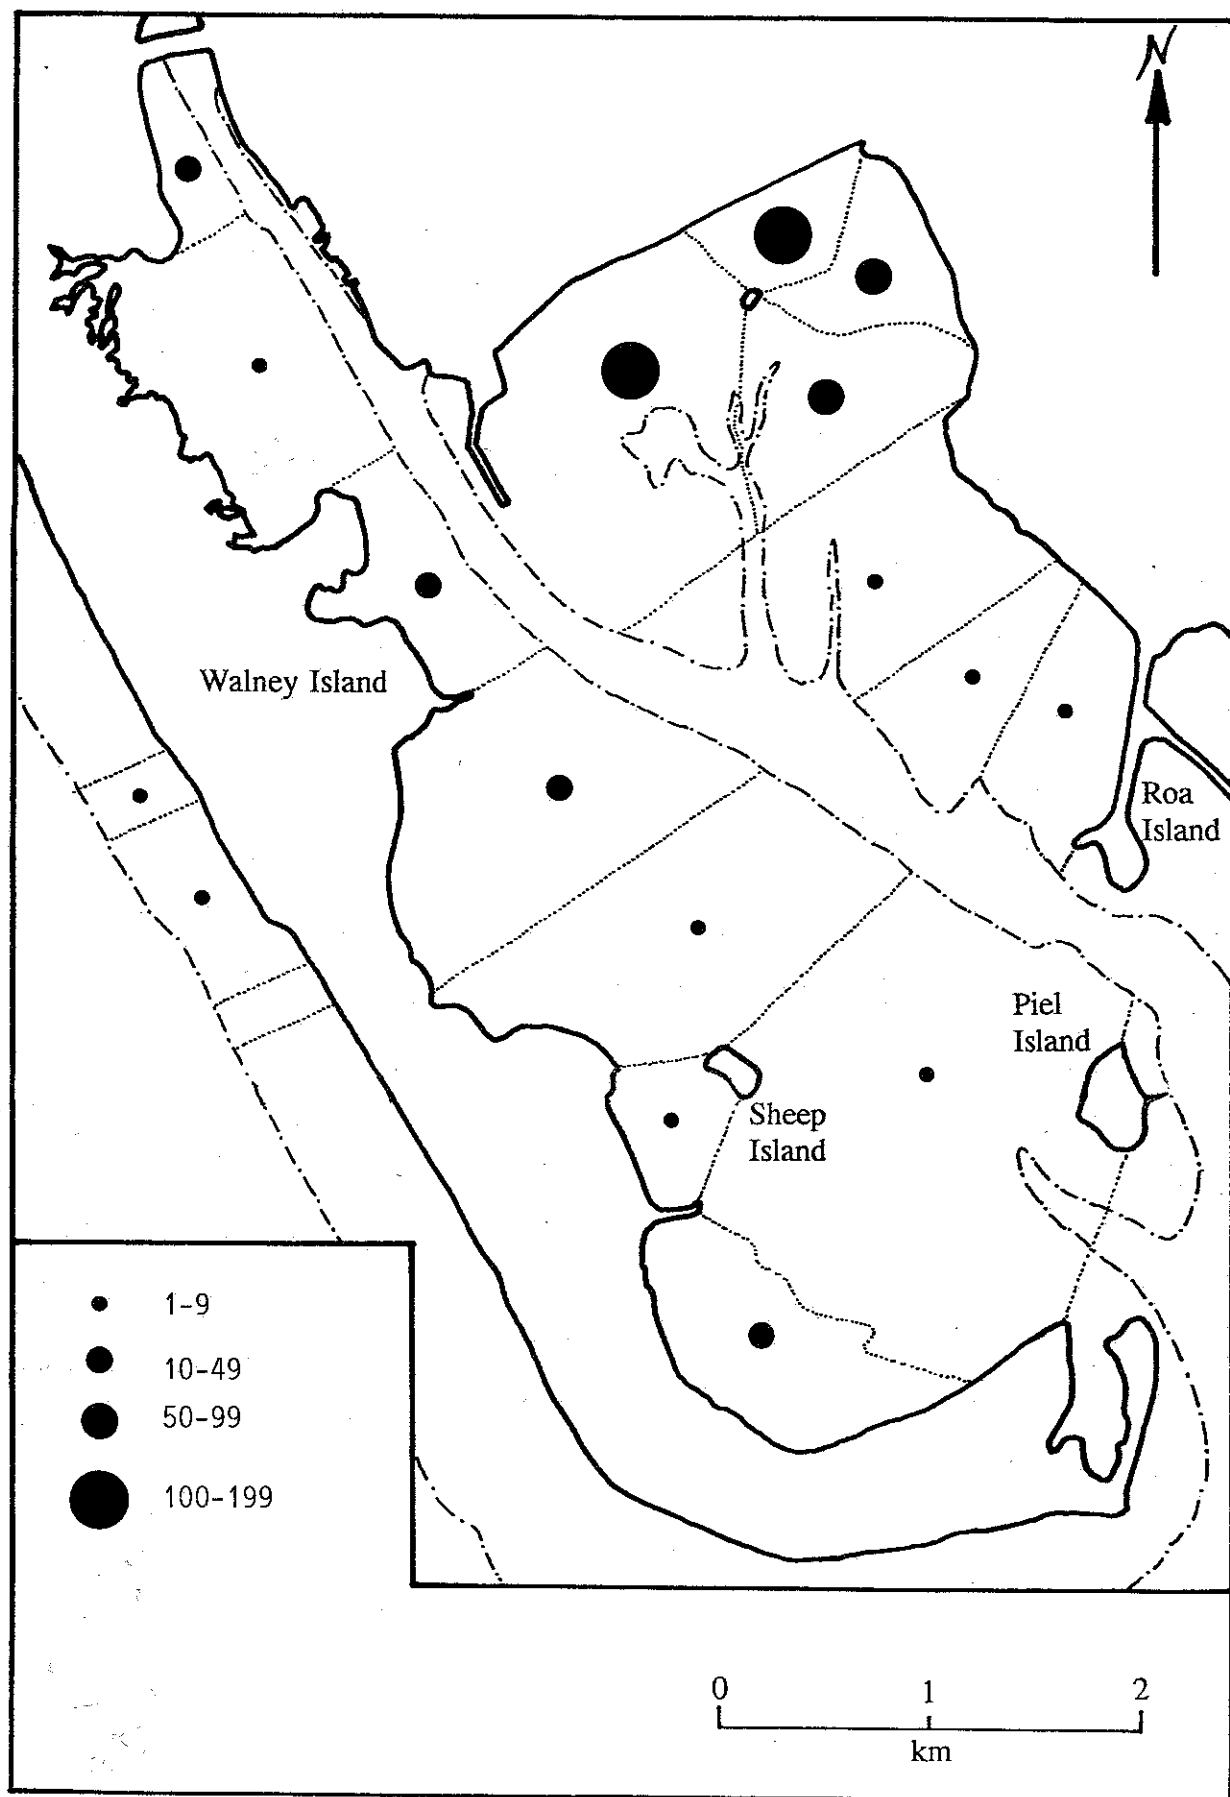 N
Walney Island
Roa
Island
Piel
Island
Sheep
Island
1-9
10-49
50-99
100-199
0 1 2
km